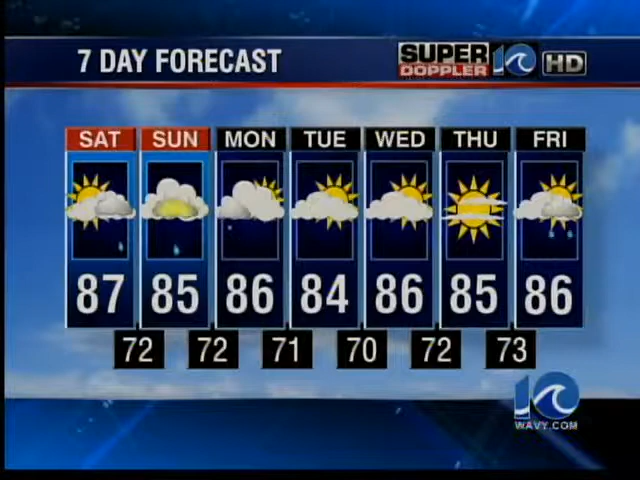 7 DAY FORECAST
SUPER DOPPLER 10 HD
SAT SUN MON TUE WED THU FRI
87 85 86 84 86 85 86
72 72 71 70 72 73
10
WAVY.COM